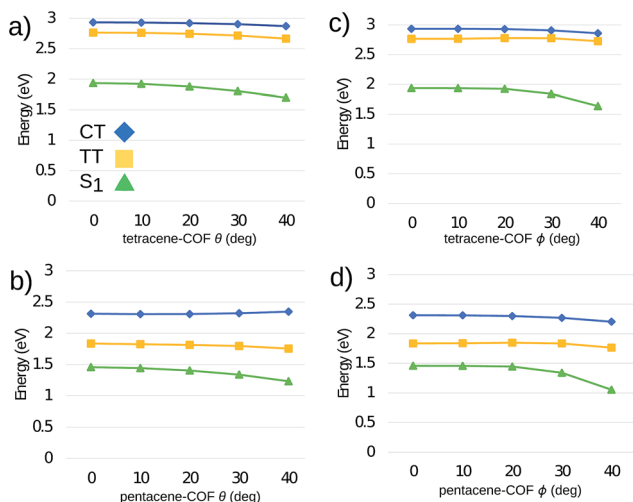 a)
3
2.5
2
1.5
1
0.5
0
Energy (eV)
CT
TT
S1
0 10 20 30 40
tetracene-COF θ (deg)
c)
3
2.5
2
1.5
1
0.5
0
Energy (eV)
0 10 20 30 40
tetracene-COF ϕ (deg)
b)
3
2.5
2
1.5
1
0.5
0
Energy (eV)
0 10 20 30 40
pentacene-COF θ (deg)
d)
3
2.5
2
1.5
1
0.5
0
Energy (eV)
0 10 20 30 40
pentacene-COF ϕ (deg)